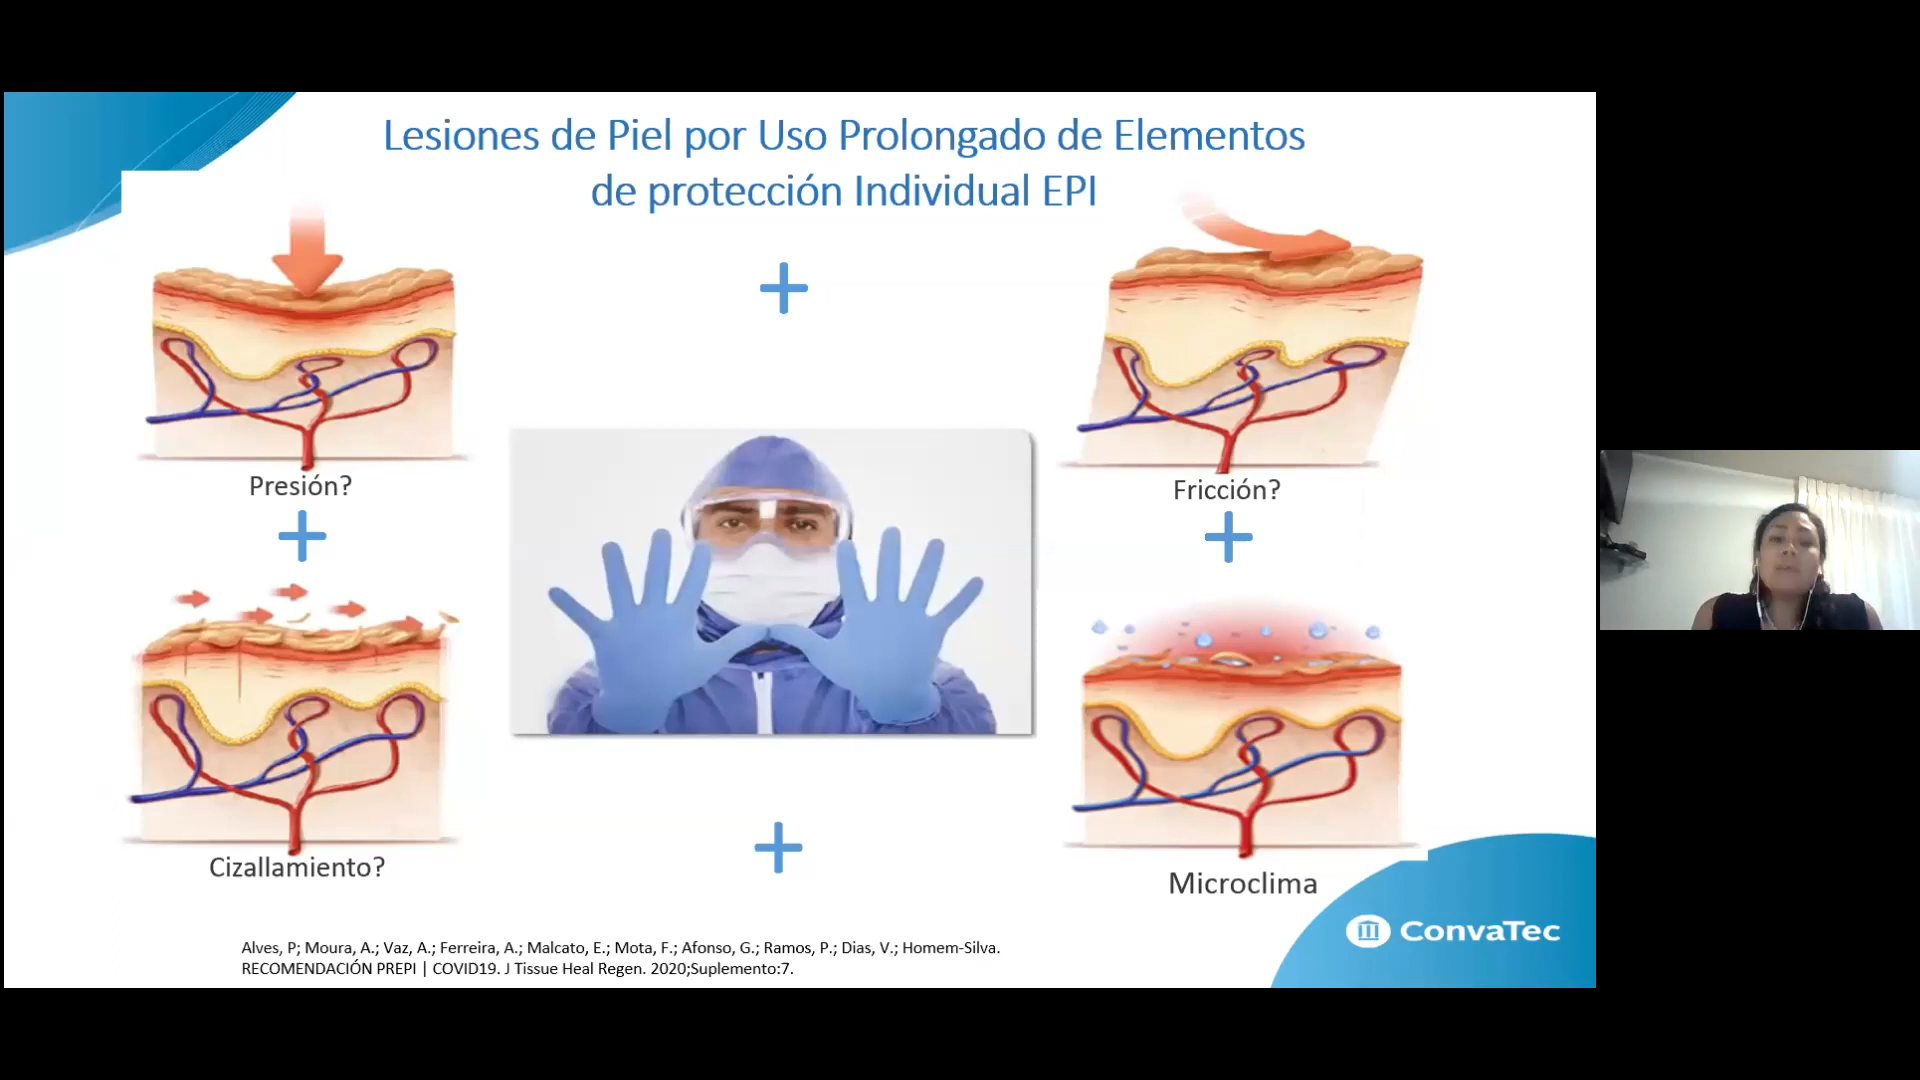 Lesiones de Piel por Uso Prolongado de Elementos
de protección Individual EPI
Presión?
Fricción?
Cizallamiento?
Microclima
Alves, P; Moura, A.; Vaz, A.; Ferreira, A.; Malcato, E.; Mota, F.; Afonso, G.; Ramos, P.; Dias, V.; Homem-Silva.
RECOMENDACIÓN PREPI | COVID19. J Tissue Heal Regen. 2020;Suplemento:7.
ConvaTec